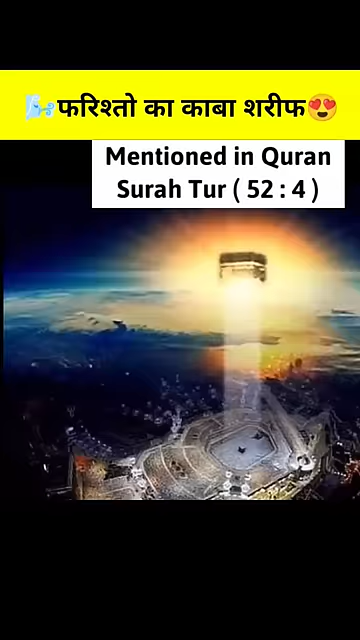 🌬️फरिश्तो का काबा शरीफ😍
Mentioned in Quran
Surah Tur ( 52 : 4 )